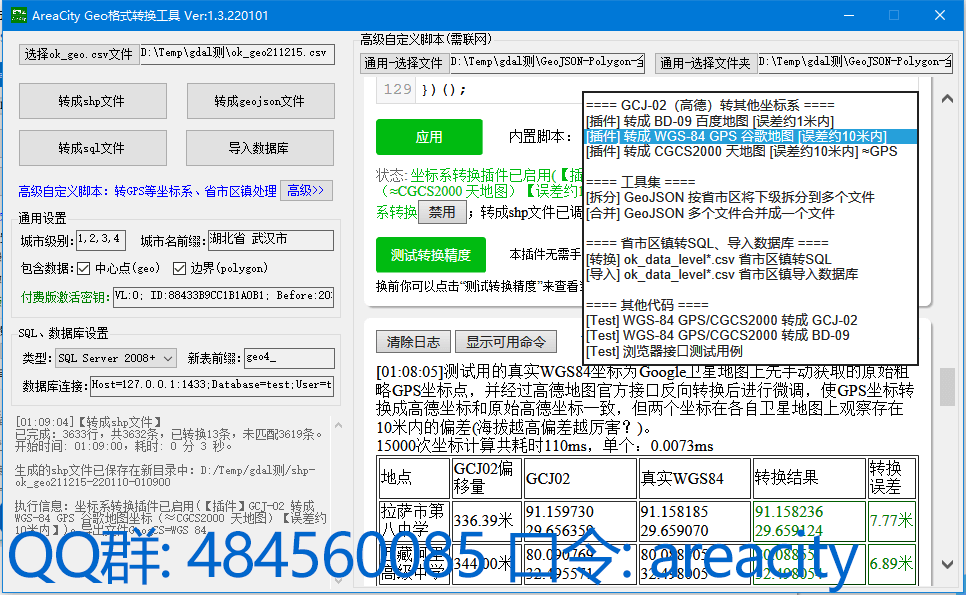 AreaCity Geo格式转换工具 Ver:1.3.220101
选择ok_geo.csv文件
D:\Temp\gdal测\ok_geo211215.csv
转成shp文件
转成geojson文件
转成sql文件
导入数据库
高级自定义脚本：转GPS等坐标系、省市区镇处理
高级>>
通用设置
城市级别:
1,2,3,4
城市名前缀:
湖北省 武汉市
包含数据:
中心点(geo)
边界(polygon)
付费版激活密钥:
VL:0; ID:88433B9CC1B1A0B1; Before:20
SQL、数据库设置
类型:
SQL Server 2008+
新表前缀:
geo4_
数据库连接:
Host=127.0.0.1:1433;Database=test;User=t
[01:09:04]【转成shp文件】
已完成：3633行，共3632条，已转换13条，未匹配3619条。
开始时间: 01:09:00，耗时: 0 分 3 秒。
生成的shp文件已保存在新目录中: D:/Temp/gdal测/shp-
ok_geo211215-220110-010900
执行信息: 坐标系转换插件已启用(【插件】GCJ-02 转成
WGS-84 GPS 谷歌地图坐标（≈CGCS2000 天地图）【误差约
高级自定义脚本(需联网)
通用-选择文件
D:\Temp\gdal测\GeoJSON-Polygon-
通用-选择文件夹
D:\Temp\gdal测\GeoJSON-Polygon-
129
})();
应用
内置脚本:
状态: 坐标系转换插件已启用(【插
（≈CGCS2000 天地图）【误差约1
系转换
禁用
；转成shp文件已调
测试转换精度
本插件无需手
换前你可以点击“测试转换精度”来查看
==== GCJ-02（高德）转其他坐标系 ====
[插件] 转成 BD-09 百度地图 [误差约1米内]
[插件] 转成 WGS-84 GPS 谷歌地图 [误差约10米内]
[插件] 转成 CGCS2000 天地图 [误差约10米内] ≈GPS
==== 工具集 ====
[拆分] GeoJSON 按省市区将下级拆分到多个文件
[合并] GeoJSON 多个文件合并成一个文件
==== 省市区镇转SQL、导入数据库 ====
[转换] ok_data_level*.csv 省市区镇转SQL
[导入] ok_data_level*.csv 省市区镇导入数据库
==== 其他代码 ====
[Test] WGS-84 GPS/CGCS2000 转成 GCJ-02
[Test] WGS-84 GPS/CGCS2000 转成 BD-09
[Test] 浏览器接口测试用例
清除日志
显示可用命令
[01:08:05]测试用的真实WGS84坐标为Google卫星地图上先手动获取的原始粗
略GPS坐标点，并经过高德地图官方接口反向转换后进行微调，使GPS坐标转
换成高德坐标和原始高德坐标一致，但两个坐标在各自卫星地图上观察存在
10米内的偏差(海拔越高偏差越厉害？)。
15000次坐标计算共耗时110ms，单个：0.0073ms
地点 GCJ02偏移量 GCJ02 真实WGS84 转换结果 转换误差
拉萨市第八中学 336.39米 91.159730 29.656359 91.158185 29.659070 91.158236 29.659124 7.77米
344.00米 80.090769 6.89米
QQ群: 484560085 口令: areacity